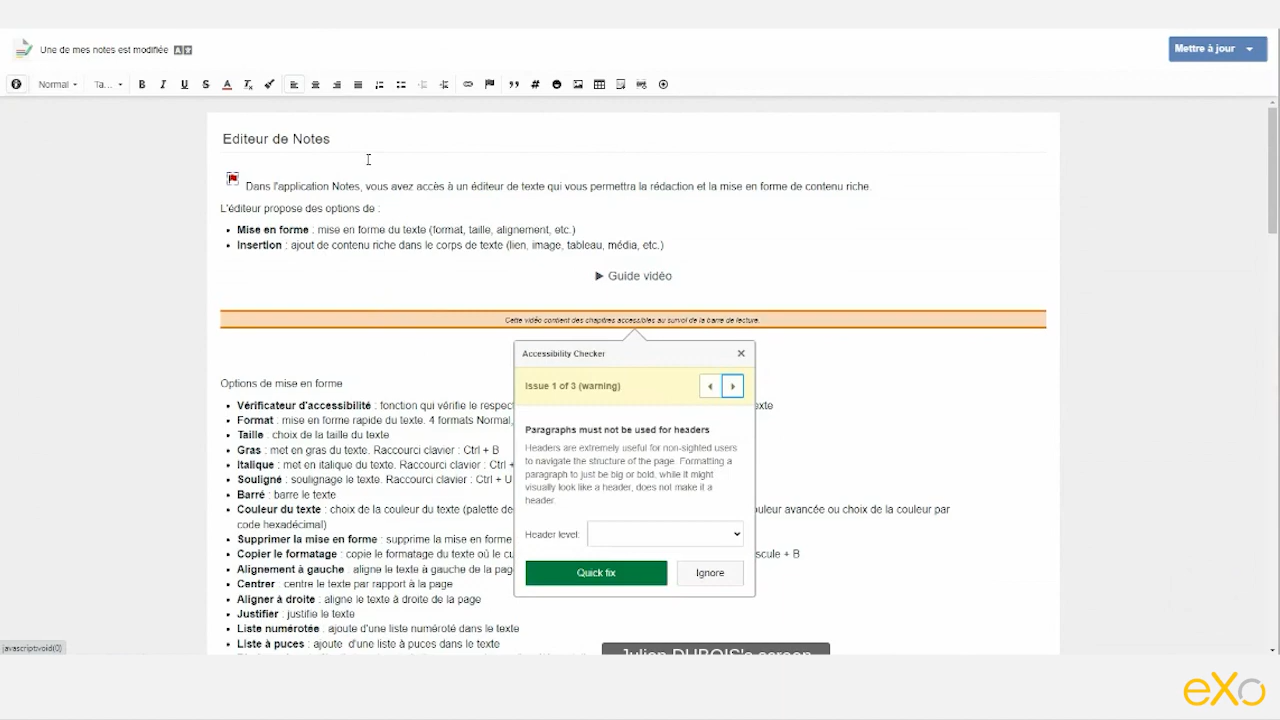 Une de mes notes est modifiée
Mettre à jour
Normal
Ta...
Editeur de Notes
Dans l'application Notes, vous avez accès à un éditeur de texte qui vous permettra la rédaction et la mise en forme de contenu riche.
L'éditeur propose des options de :
Mise en forme : mise en forme du texte (format, taille, alignement, etc.)
Insertion : ajout de contenu riche dans le corps de texte (lien, image, tableau, média, etc.)
Guide vidéo
Cette vidéo contient des chapitres accessibles au survol de la barre de lecture.
Accessibility Checker
Issue 1 of 3 (warning)
Paragraphs must not be used for headers
Headers are extremely useful for non-sighted users
to navigate the structure of the page. Formatting a
paragraph to just be big or bold, while it might
visually look like a header, does not make it a
header.
Header level:
Quick fix
Ignore
Options de mise en forme
Vérificateur d'accessibilité : fonction qui vérifie le respect
Format : mise en forme rapide du texte. 4 formats Normal,
Taille : choix de la taille du texte
Gras : met en gras du texte. Raccourci clavier : Ctrl + B
Italique : met en italique du texte. Raccourci clavier : Ctrl +
Souligné : soulignage le texte. Raccourci clavier : Ctrl + U
Barré : barre le texte
Couleur du texte : choix de la couleur du texte (palette de uleur avancée ou choix de la couleur par
code hexadécimal)
Supprimer la mise en forme : supprime la mise en forme
Copier le formatage : copie le formatage du texte où le cu scule + B
Alignement à gauche : aligne le texte à gauche de la page
Centrer : centre le texte par rapport à la page
Aligner à droite : aligne le texte à droite de la page
Justifier : justifie le texte
Liste numérotée : ajoute d'une liste numéroté dans le texte
Liste à puces : ajoute d'une liste à puces dans le texte
javascript:void(0)
Julien DUBOIS's screen
eXo